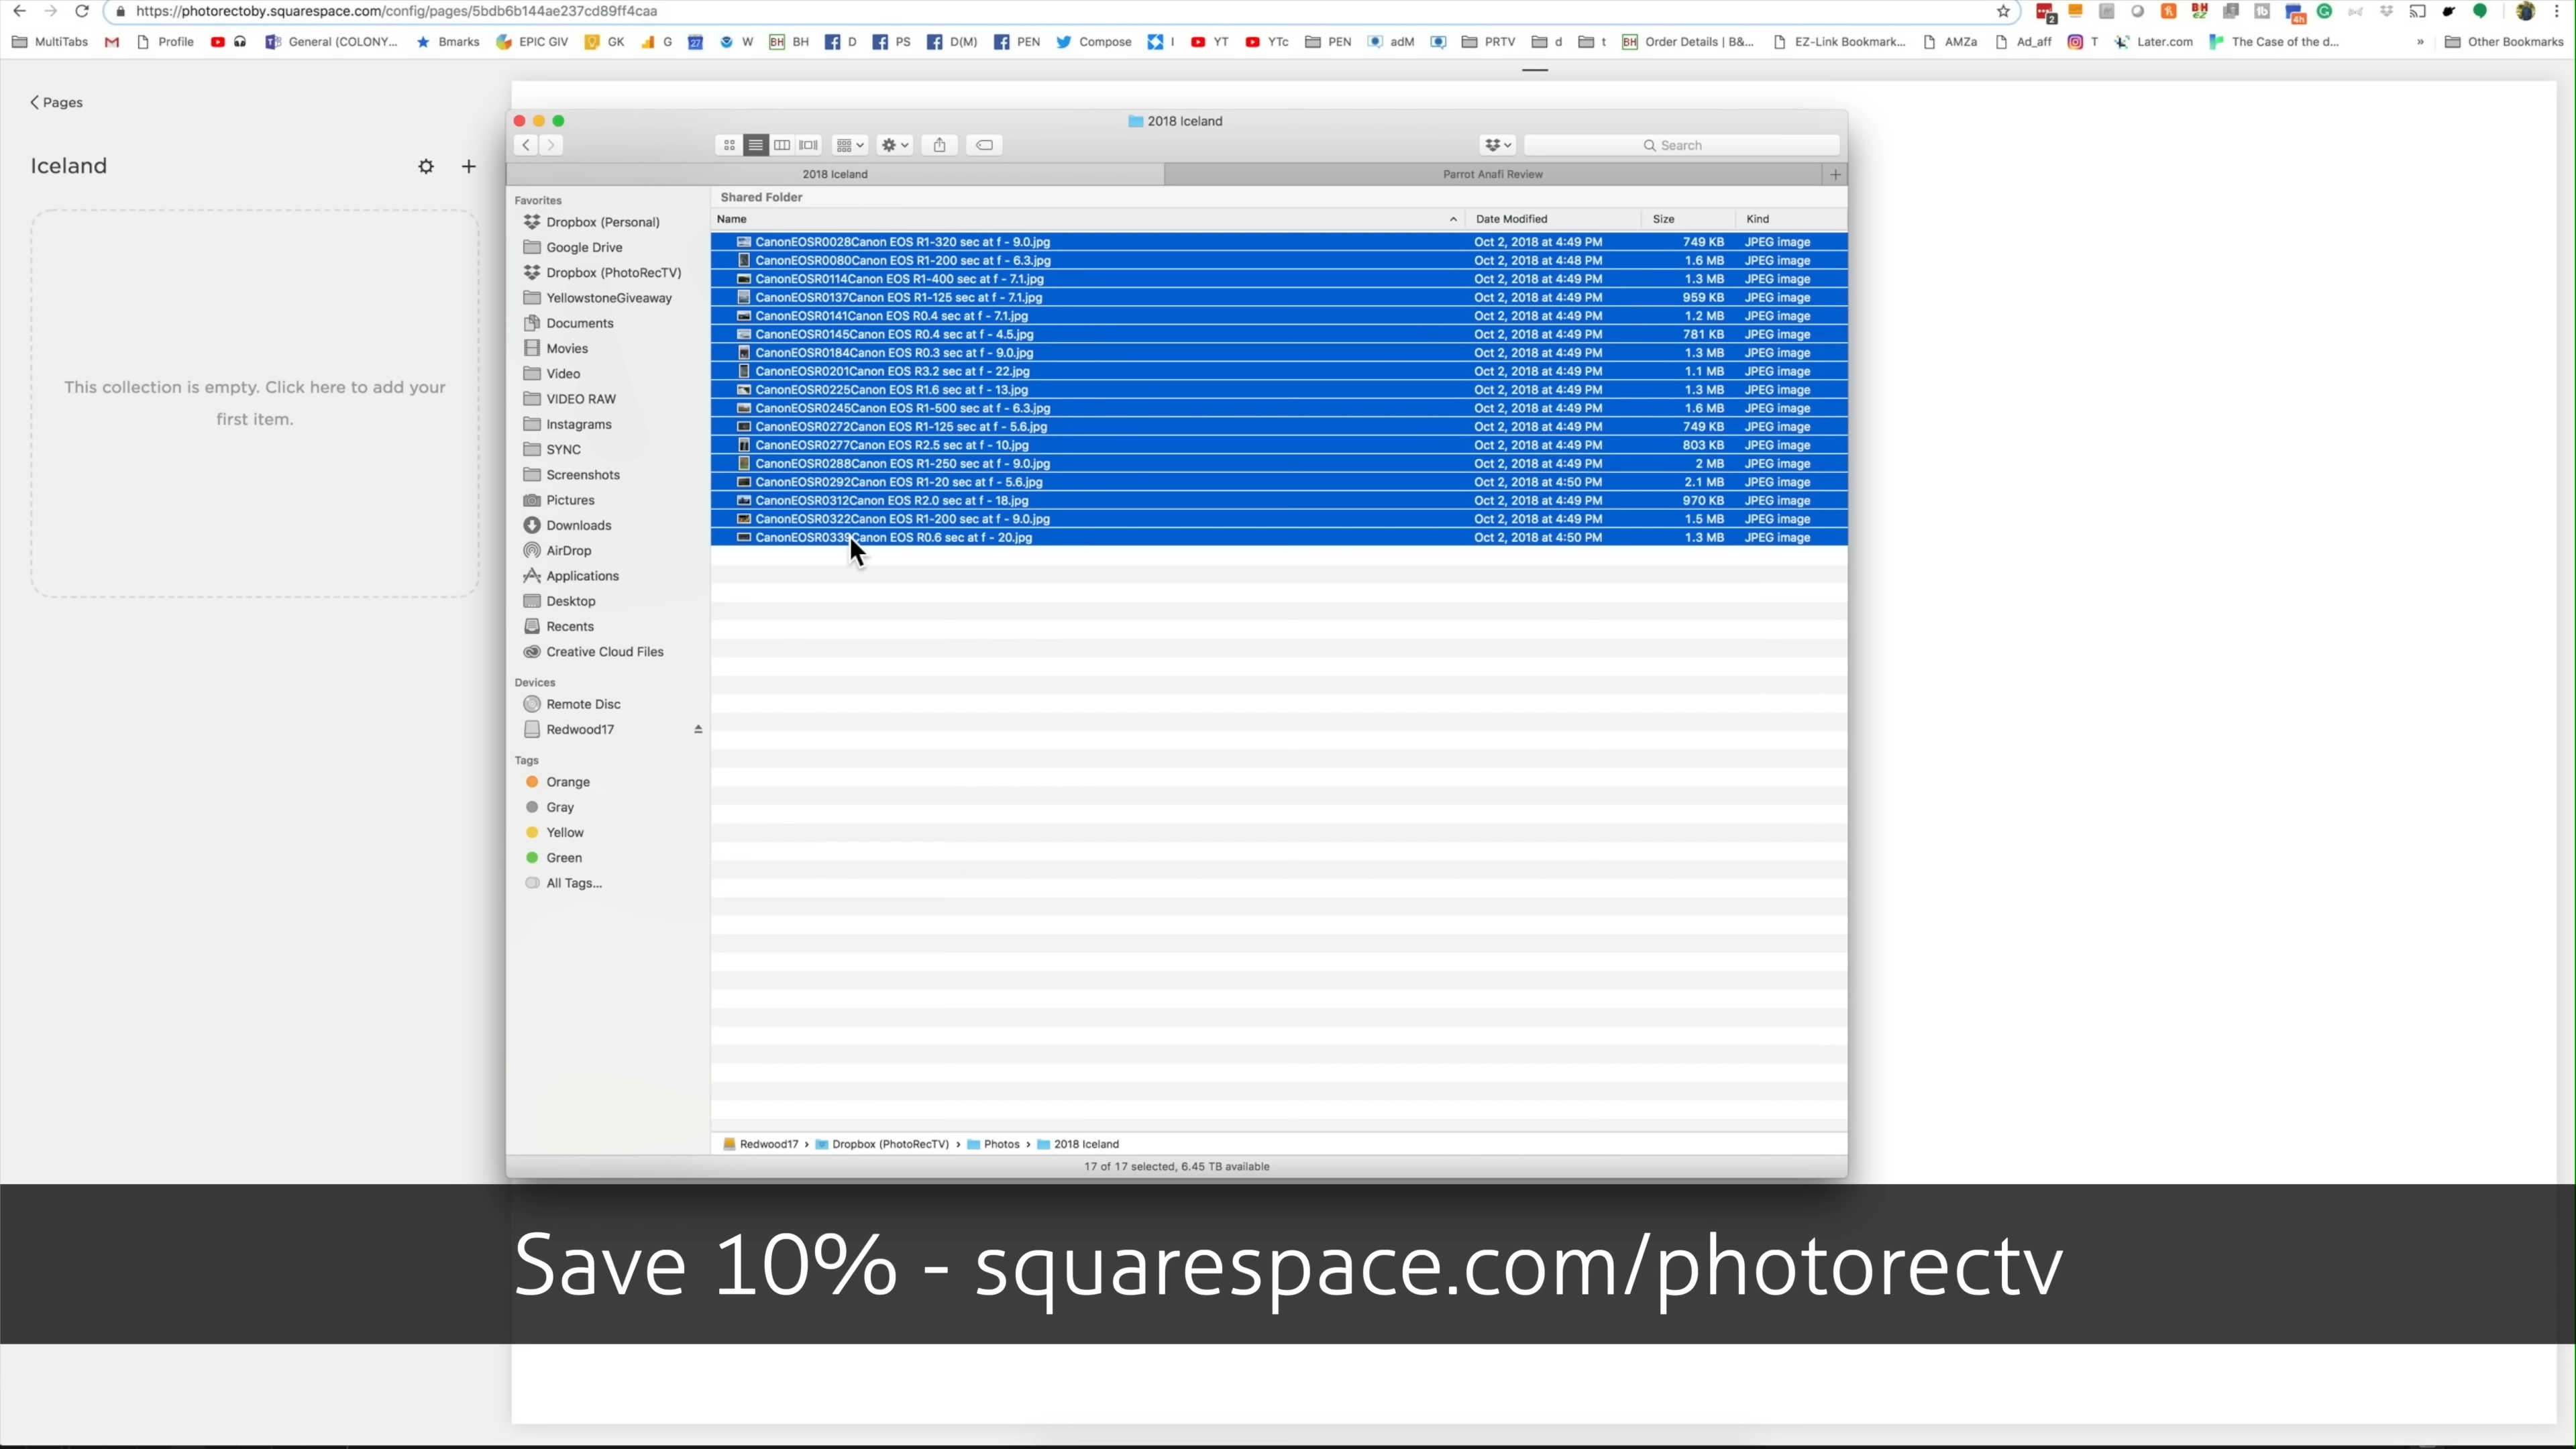 https://photorectoby.squarespace.com/config/pages/5bdb6b144ae237cd89ff4caa
2
4h
MultiTabs Profile General (COLONY... Bmarks EPIC GIV GK G 27 W BH BH D PS D(M) PEN Compose I YT YTc PEN adM PRTV d t BH Order Details | B&... EZ-Link Bookmark... AMZa Ad_aff T Later.com The Case of the d... » Other Bookmarks
Pages
Iceland
This collection is empty. Click here to add your
first item.
2018 Iceland
Search
2018 Iceland Parrot Anafi Review
Favorites
Dropbox (Personal)
Google Drive
Dropbox (PhotoRecTV)
YellowstoneGiveaway
Documents
Movies
Video
VIDEO RAW
Instagrams
SYNC
Screenshots
Pictures
Downloads
AirDrop
Applications
Desktop
Recents
Creative Cloud Files
Devices
Remote Disc
Redwood17
Tags
Orange
Gray
Yellow
Green
All Tags...
Shared Folder
Name Date Modified Size Kind
CanonEOSR0028Canon EOS R1-320 sec at f - 9.0.jpg Oct 2, 2018 at 4:49 PM 749 KB JPEG image
CanonEOSR0080Canon EOS R1-200 sec at f - 6.3.jpg Oct 2, 2018 at 4:48 PM 1.6 MB JPEG image
CanonEOSR0114Canon EOS R1-400 sec at f - 7.1.jpg Oct 2, 2018 at 4:49 PM 1.3 MB JPEG image
CanonEOSR0137Canon EOS R1-125 sec at f - 7.1.jpg Oct 2, 2018 at 4:49 PM 959 KB JPEG image
CanonEOSR0141Canon EOS R0.4 sec at f - 7.1.jpg Oct 2, 2018 at 4:49 PM 1.2 MB JPEG image
CanonEOSR0145Canon EOS R0.4 sec at f - 4.5.jpg Oct 2, 2018 at 4:49 PM 781 KB JPEG image
CanonEOSR0184Canon EOS R0.3 sec at f - 9.0.jpg Oct 2, 2018 at 4:49 PM 1.3 MB JPEG image
CanonEOSR0201Canon EOS R3.2 sec at f - 22.jpg Oct 2, 2018 at 4:49 PM 1.1 MB JPEG image
CanonEOSR0225Canon EOS R1.6 sec at f - 13.jpg Oct 2, 2018 at 4:49 PM 1.3 MB JPEG image
CanonEOSR0245Canon EOS R1-500 sec at f - 6.3.jpg Oct 2, 2018 at 4:49 PM 1.6 MB JPEG image
CanonEOSR0272Canon EOS R1-125 sec at f - 5.6.jpg Oct 2, 2018 at 4:49 PM 749 KB JPEG image
CanonEOSR0277Canon EOS R2.5 sec at f - 10.jpg Oct 2, 2018 at 4:49 PM 803 KB JPEG image
CanonEOSR0288Canon EOS R1-250 sec at f - 9.0.jpg Oct 2, 2018 at 4:49 PM 2 MB JPEG image
CanonEOSR0292Canon EOS R1-20 sec at f - 5.6.jpg Oct 2, 2018 at 4:50 PM 2.1 MB JPEG image
CanonEOSR0312Canon EOS R2.0 sec at f - 18.jpg Oct 2, 2018 at 4:49 PM 970 KB JPEG image
CanonEOSR0322Canon EOS R1-200 sec at f - 9.0.jpg Oct 2, 2018 at 4:49 PM 1.5 MB JPEG image
CanonEOSR0339Canon EOS R0.6 sec at f - 20.jpg Oct 2, 2018 at 4:50 PM 1.3 MB JPEG image
Redwood17 › Dropbox (PhotoRecTV) › Photos › 2018 Iceland
17 of 17 selected, 6.45 TB available
Save 10% - squarespace.com/photorectv